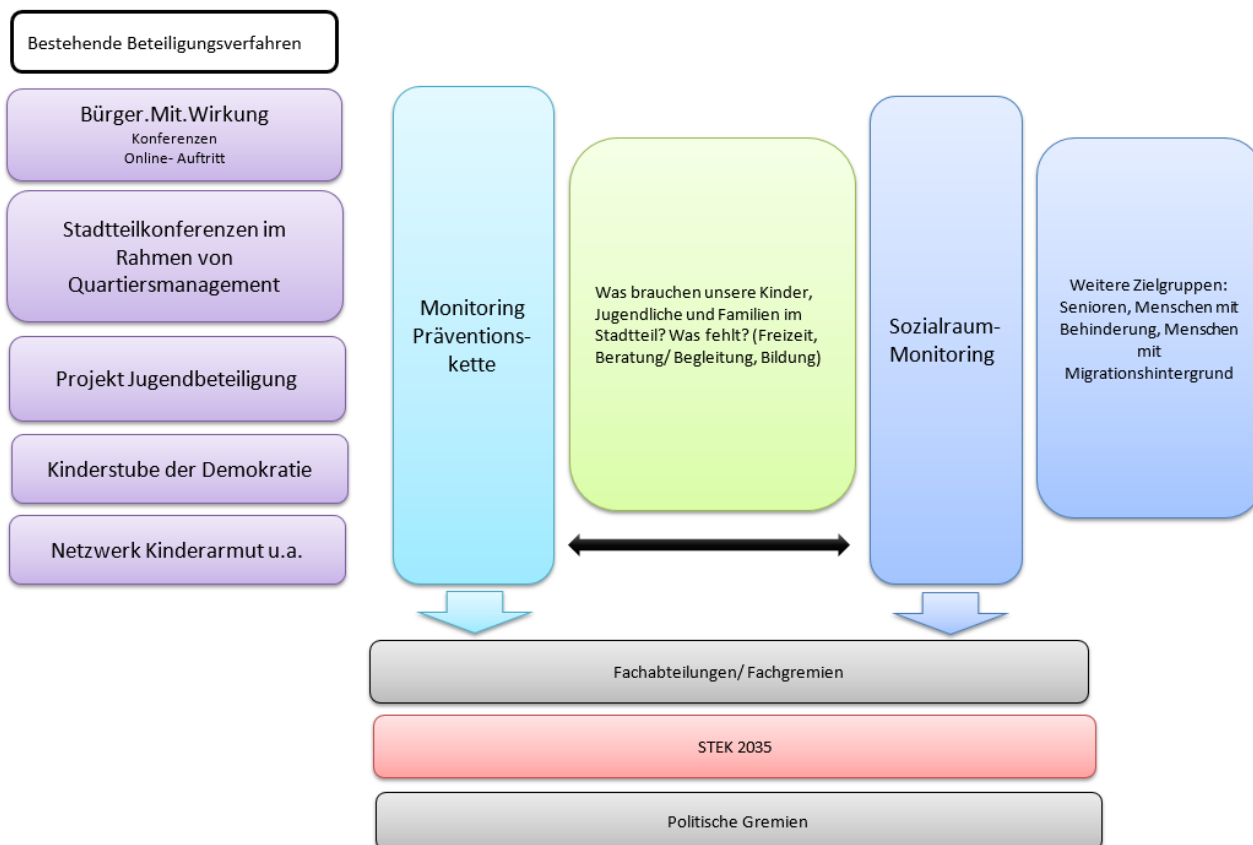 Bestehende Beteiligungsverfahren
Bürger.Mit.Wirkung
Konferenzen
Online- Auftritt
Stadtteilkonferenzen im
Rahmen von
Quartiersmanagement
Projekt Jugendbeteiligung
Kinderstube der Demokratie
Netzwerk Kinderarmut u.a.
Monitoring
Präventions-
kette
Was brauchen unsere Kinder,
Jugendliche und Familien im
Stadtteil? Was fehlt? (Freizeit,
Beratung/ Begleitung, Bildung)
Sozialraum-
Monitoring
Weitere Zielgruppen:
Senioren, Menschen mit
Behinderung, Menschen
mit
Migrationshintergrund
Fachabteilungen/ Fachgremien
STEK 2035
Politische Gremien